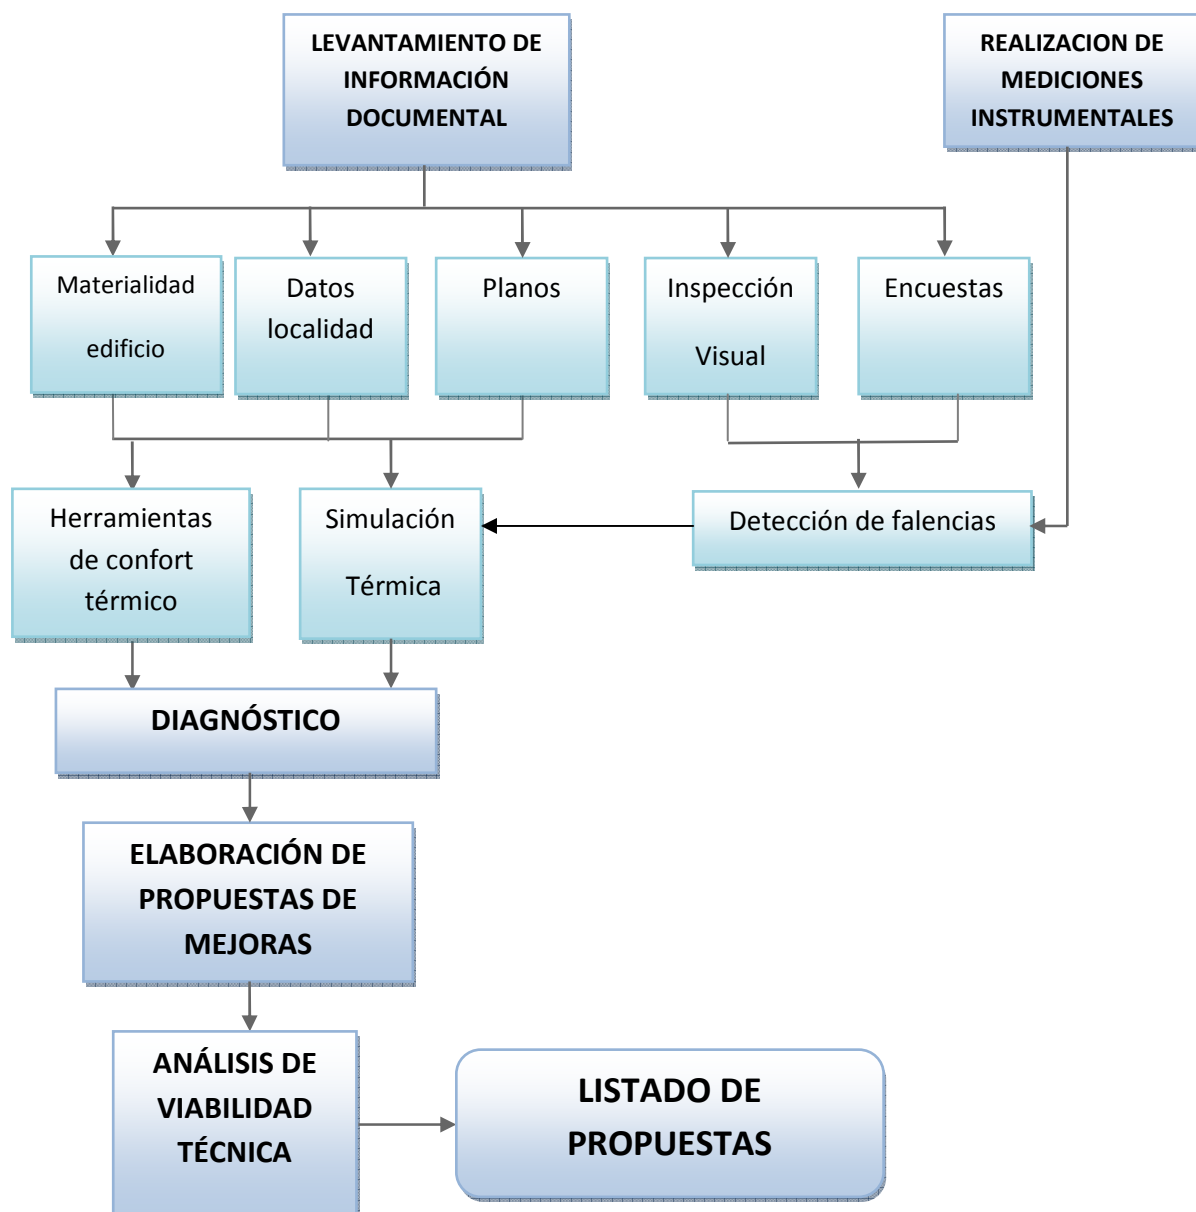 LEVANTAMIENTO DE
INFORMACIÓN
DOCUMENTAL
REALIZACION DE
MEDICIONES
INSTRUMENTALES
Materialidad
edificio
Datos
localidad
Planos
Inspección
Visual
Encuestas
Herramientas
de confort
térmico
Simulación
Térmica
Detección de falencias
DIAGNÓSTICO
ELABORACIÓN DE
PROPUESTAS DE
MEJORAS
ANÁLISIS DE
VIABILIDAD
TÉCNICA
LISTADO DE
PROPUESTAS